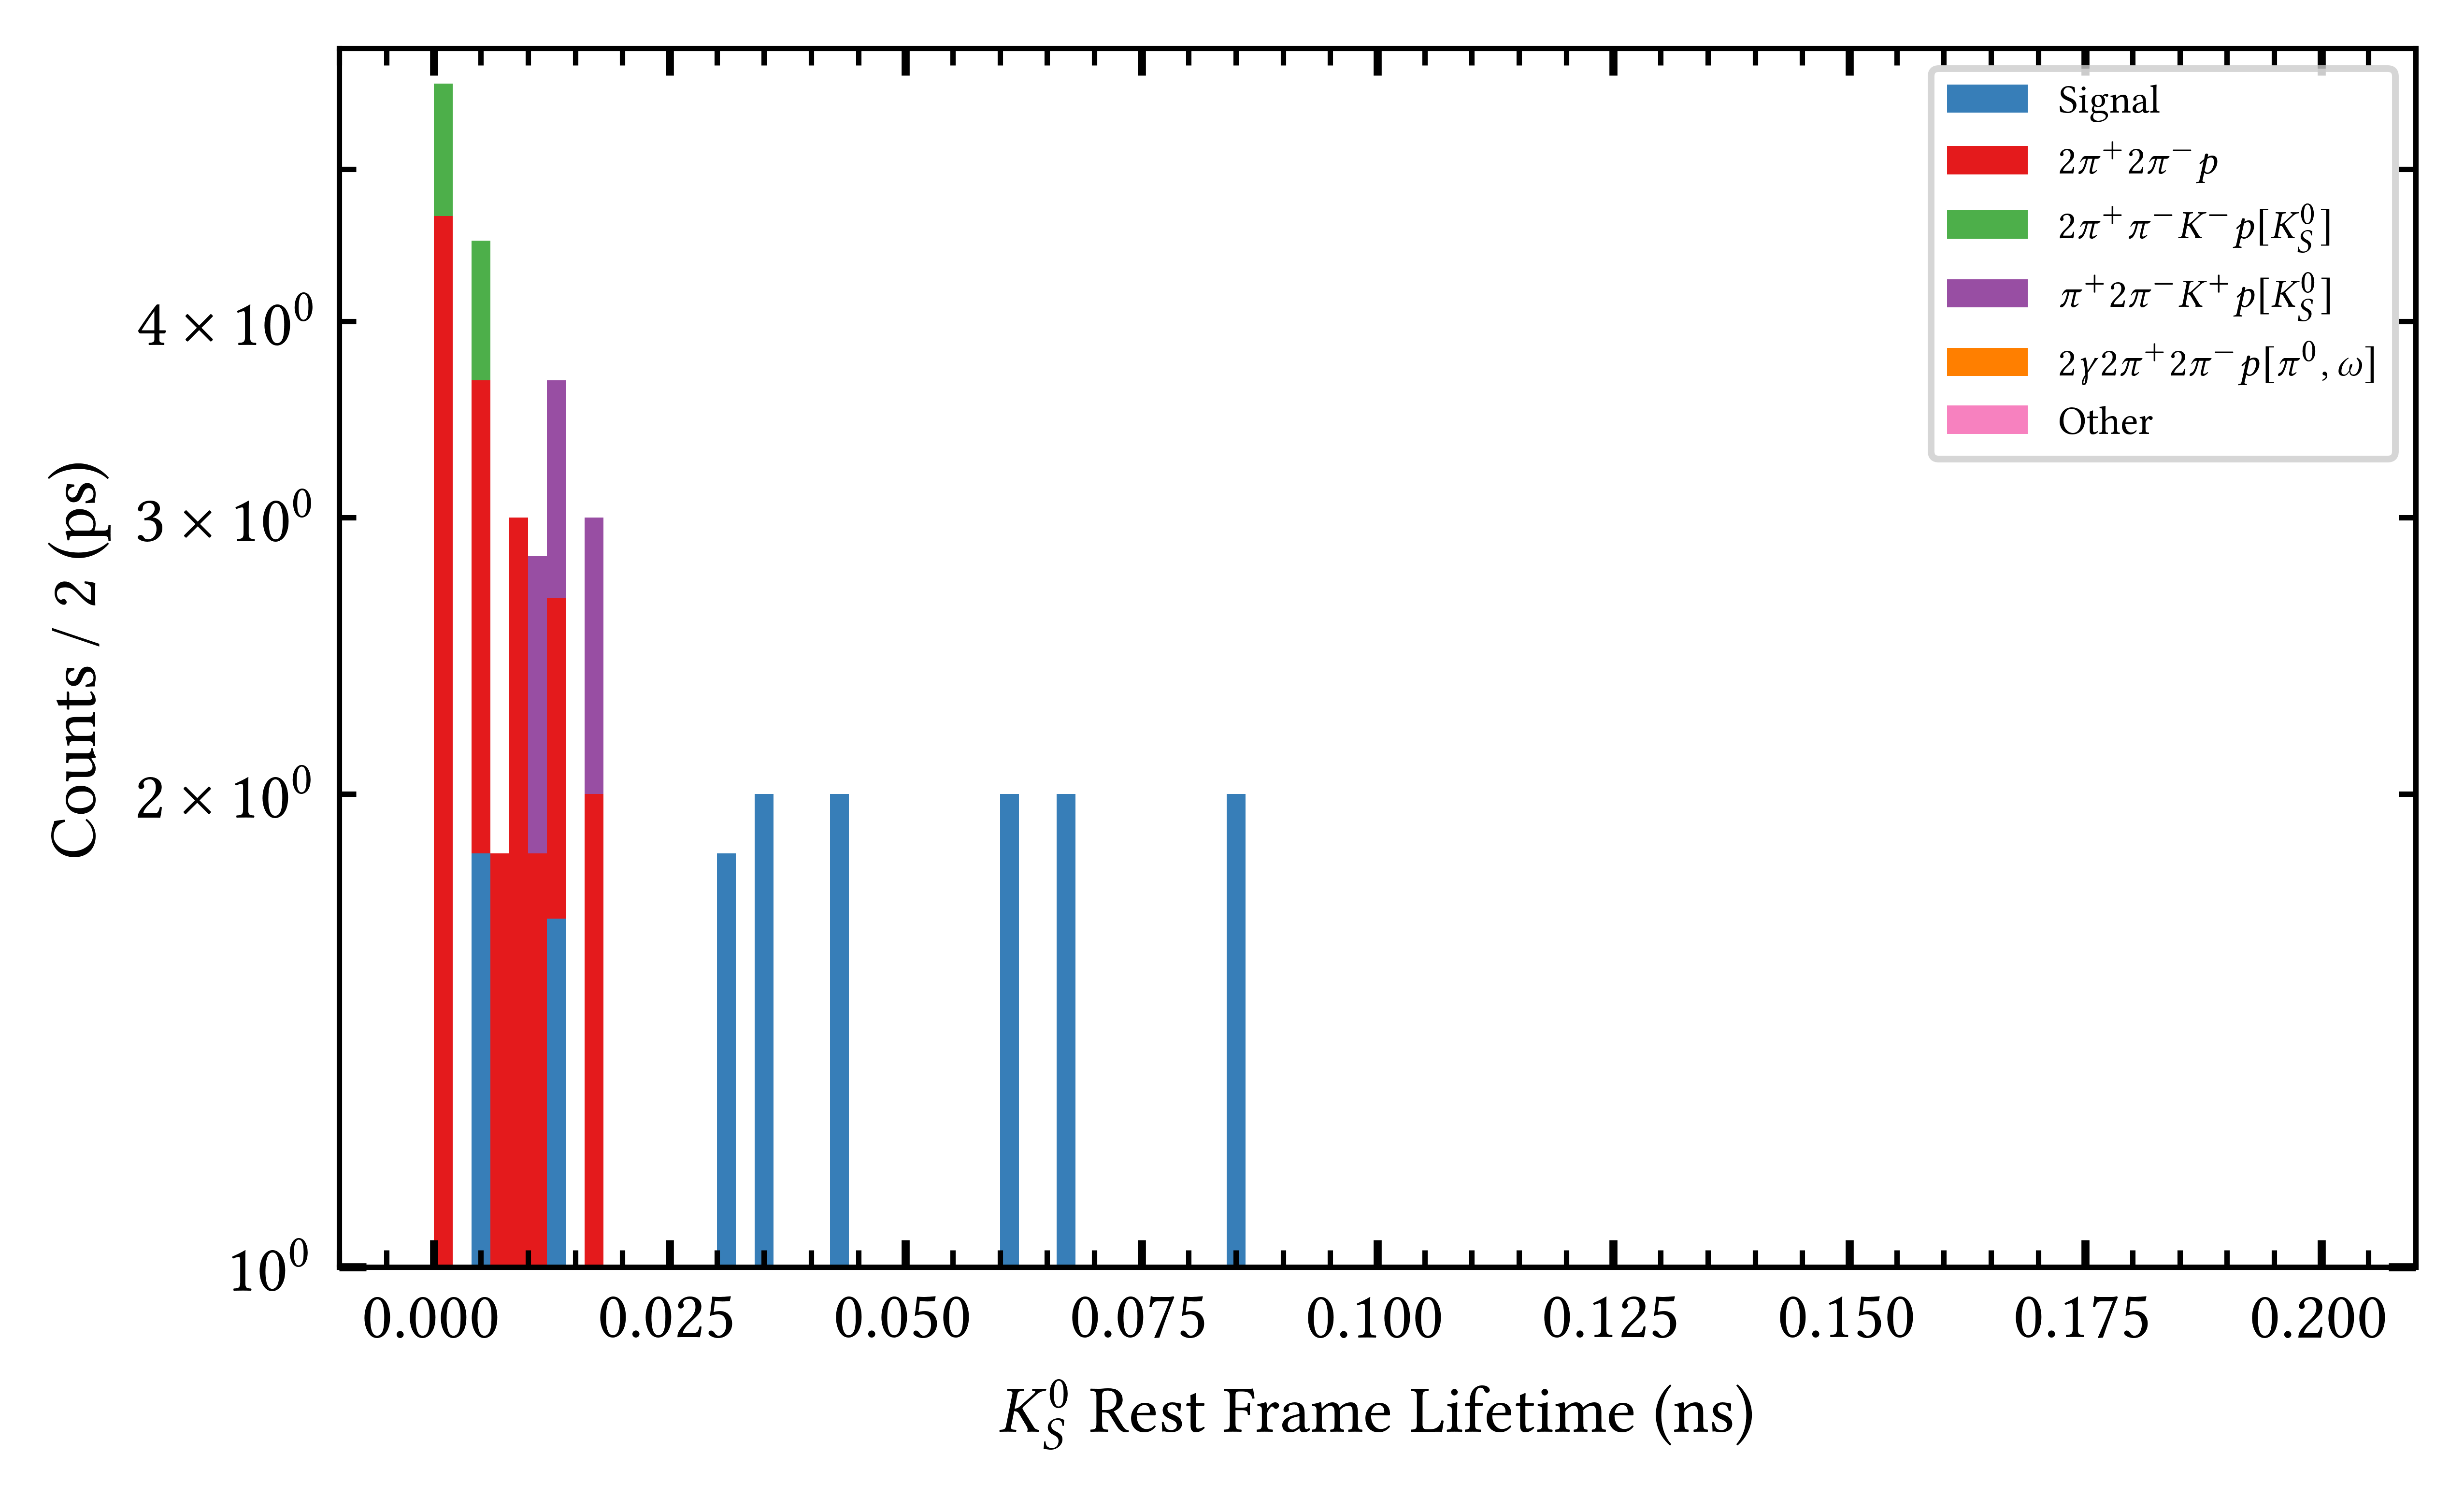 Signal
2π⁺2π⁻p
2π⁺π⁻K⁻p[K⁰_S]
π⁺2π⁻K⁺p[K⁰_S]
2γ2π⁺2π⁻p[π⁰, ω]
Other
Counts / 2 (ps)
4 × 10⁰
3 × 10⁰
2 × 10⁰
10⁰
0.000 0.025 0.050 0.075 0.100 0.125 0.150 0.175 0.200
K⁰_S Rest Frame Lifetime (ns)